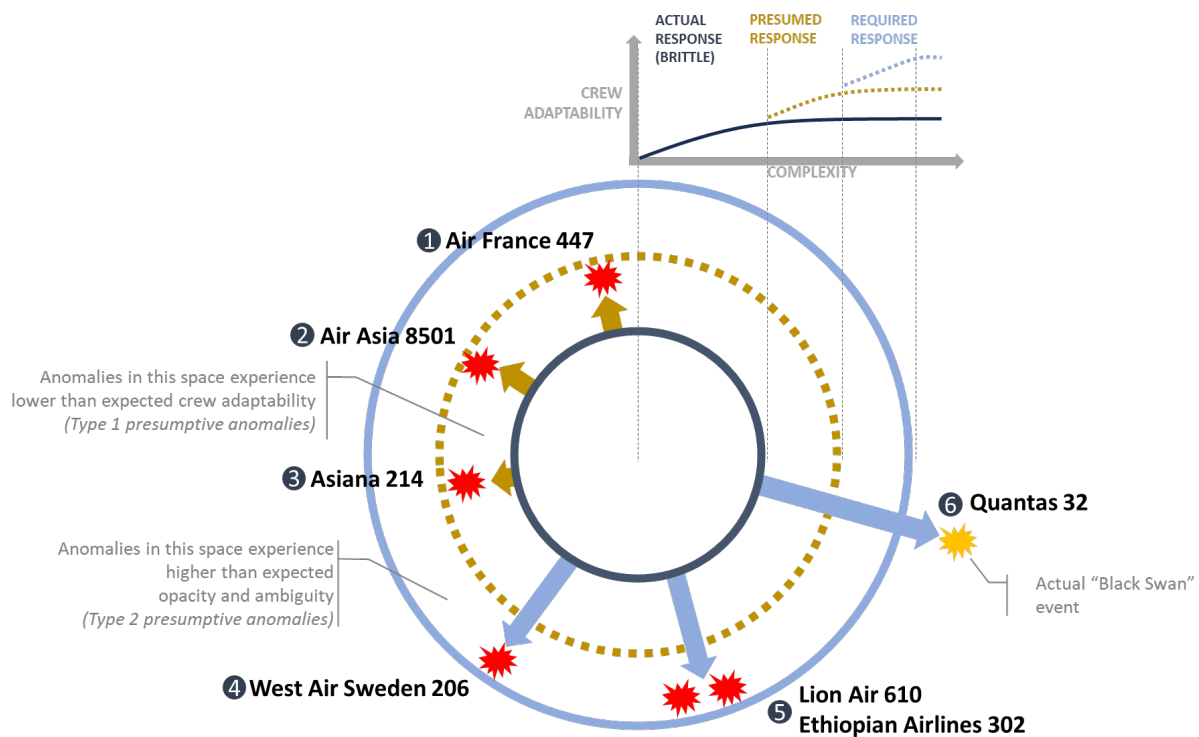 ACTUAL
RESPONSE
(BRITTLE)
PRESUMED
RESPONSE
REQUIRED
RESPONSE
CREW
ADAPTABILITY
COMPLEXITY
1 Air France 447
2 Air Asia 8501
Anomalies in this space experience
lower than expected crew adaptability
(Type 1 presumptive anomalies)
3 Asiana 214
6 Quantas 32
Anomalies in this space experience
higher than expected
opacity and ambiguity
(Type 2 presumptive anomalies)
Actual “Black Swan”
event
4 West Air Sweden 206
5 Lion Air 610
Ethiopian Airlines 302